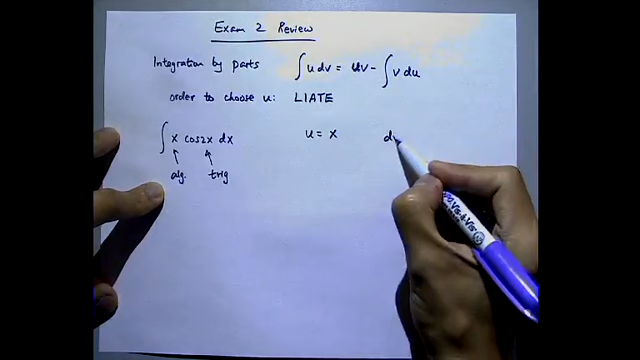 Exam 2 Review
Integration by parts ∫ u dv = uv - ∫ v du
order to choose u: LIATE
∫ x cos2x dx u = x d
alg. trig